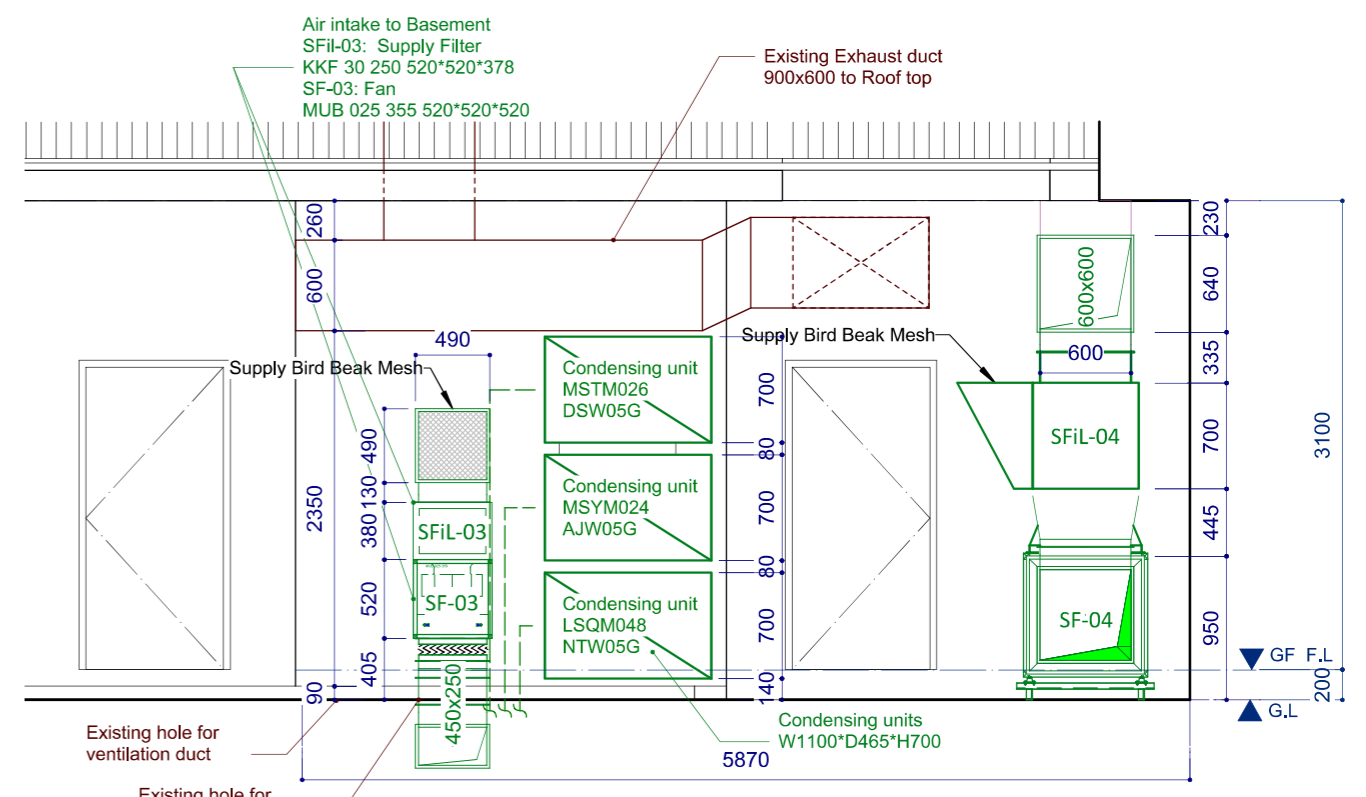 Air intake to Basement
SFil-03: Supply Filter
KKF 30 250 520*520*378
SF-03: Fan
MUB 025 355 520*520*520
Existing Exhaust duct
900x600 to Roof top
260
600
2350
90
490
Supply Bird Beak Mesh
490
130
380
520
405
SFiL-03
SF-03
450x250
Condensing unit
MSTM026
DSW05G
Condensing unit
MSYM024
AJW05G
Condensing unit
LSQM048
NTW05G
700
80
700
80
700
140
Supply Bird Beak Mesh
600x600
600
SFiL-04
SF-04
230
640
335
700
445
950
3100
200
GF F.L
G.L
Existing hole for
ventilation duct
Condensing units
W1100*D465*H700
5870
Existing hole for